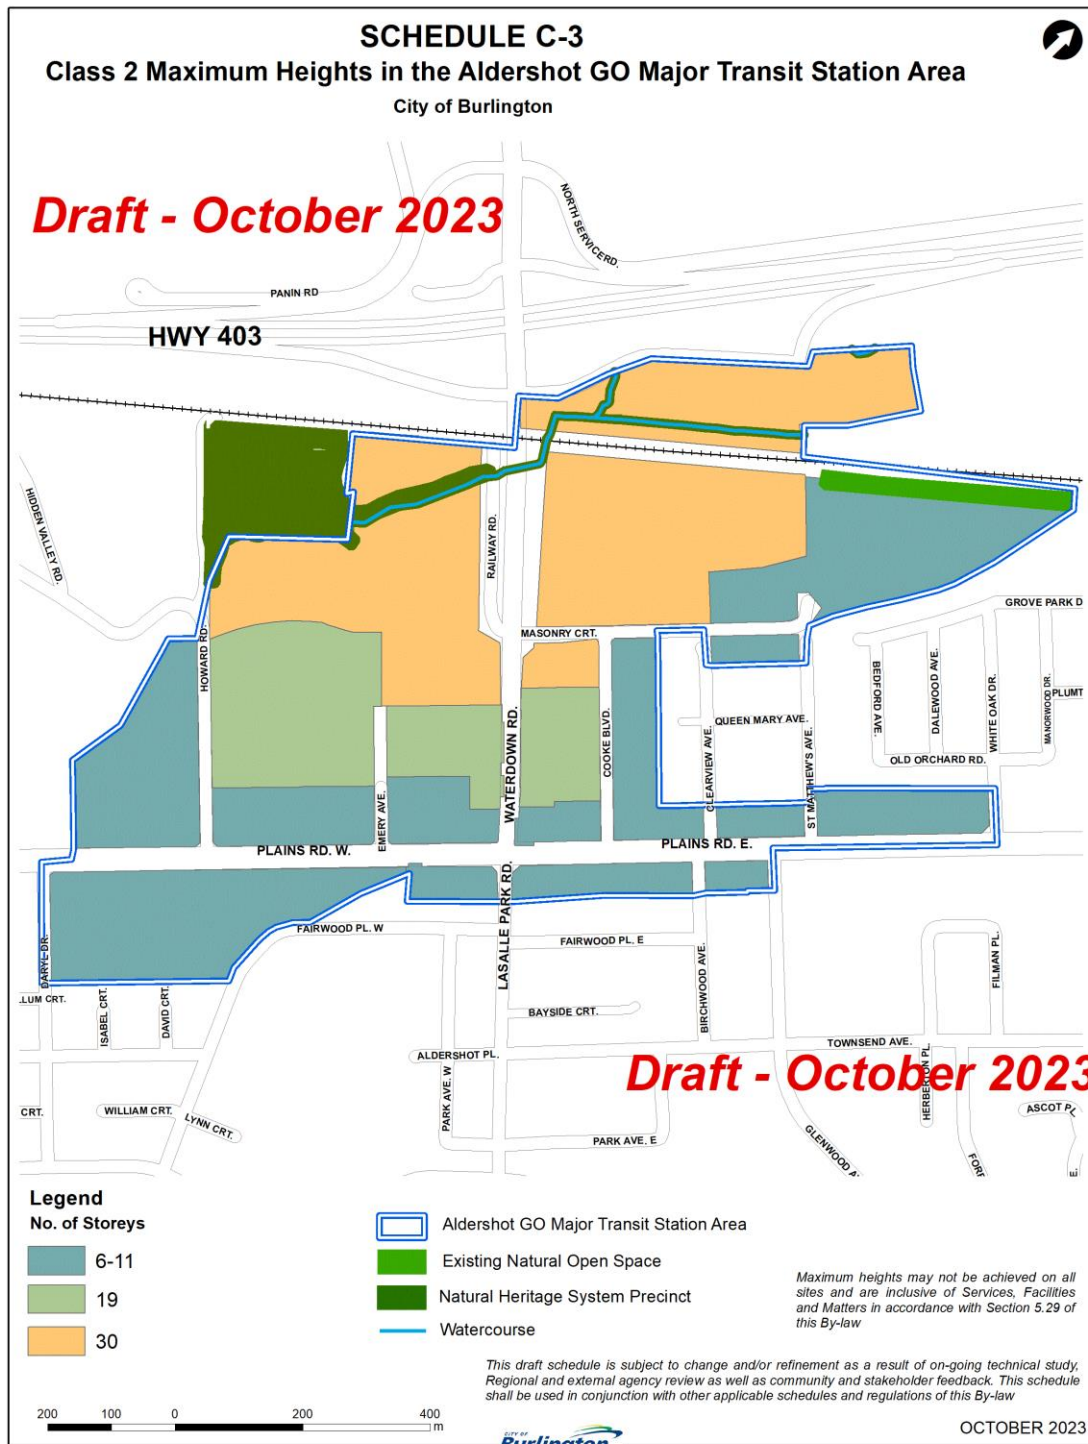 SCHEDULE C-3
Class 2 Maximum Heights in the Aldershot GO Major Transit Station Area
City of Burlington
Draft - October 2023
NORTH SERVICE RD.
PANIN RD
HWY 403
HIDDEN VALLEY RD.
RAILWAY RD.
GROVE PARK D
HOWARD RD.
MASONRY CRT.
BEDFORD AVE.
DALEWOOD AVE.
WHITE OAK DR.
MANORWOOD DR.
PLUMT
QUEEN MARY AVE.
WATERDOWN RD.
COOKE BLVD.
CLEARVIEW AVE.
ST MATTHEW'S AVE.
OLD ORCHARD RD.
EMERY AVE.
PLAINS RD. W.
PLAINS RD. E.
LASALLE PARK RD.
DARYL DR.
FAIRWOOD PL. W
FAIRWOOD PL. E
BIRCHWOOD AVE.
FILMAN PL.
LLUM CRT.
ISABEL CRT.
DAVID CRT.
BAYSIDE CRT.
ALDERSHOT PL.
TOWNSEND AVE.
Draft - October 2023
HERBERTON PL.
PARK AVE. W
CRT.
WILLIAM CRT.
LYNN CRT.
PARK AVE. E
GLENWOOD A
ASCOT PL
FORE
E.
Legend
No. of Storeys
6-11
19
30
Aldershot GO Major Transit Station Area
Existing Natural Open Space
Natural Heritage System Precinct
Watercourse
Maximum heights may not be achieved on all
sites and are inclusive of Services, Facilities
and Matters in accordance with Section 5.29 of
this By-law
This draft schedule is subject to change and/or refinement as a result of on-going technical study,
Regional and external agency review as well as community and stakeholder feedback. This schedule
shall be used in conjunction with other applicable schedules and regulations of this By-law
200 100 0 200 400
m
CITY OF
Burlington
OCTOBER 2023